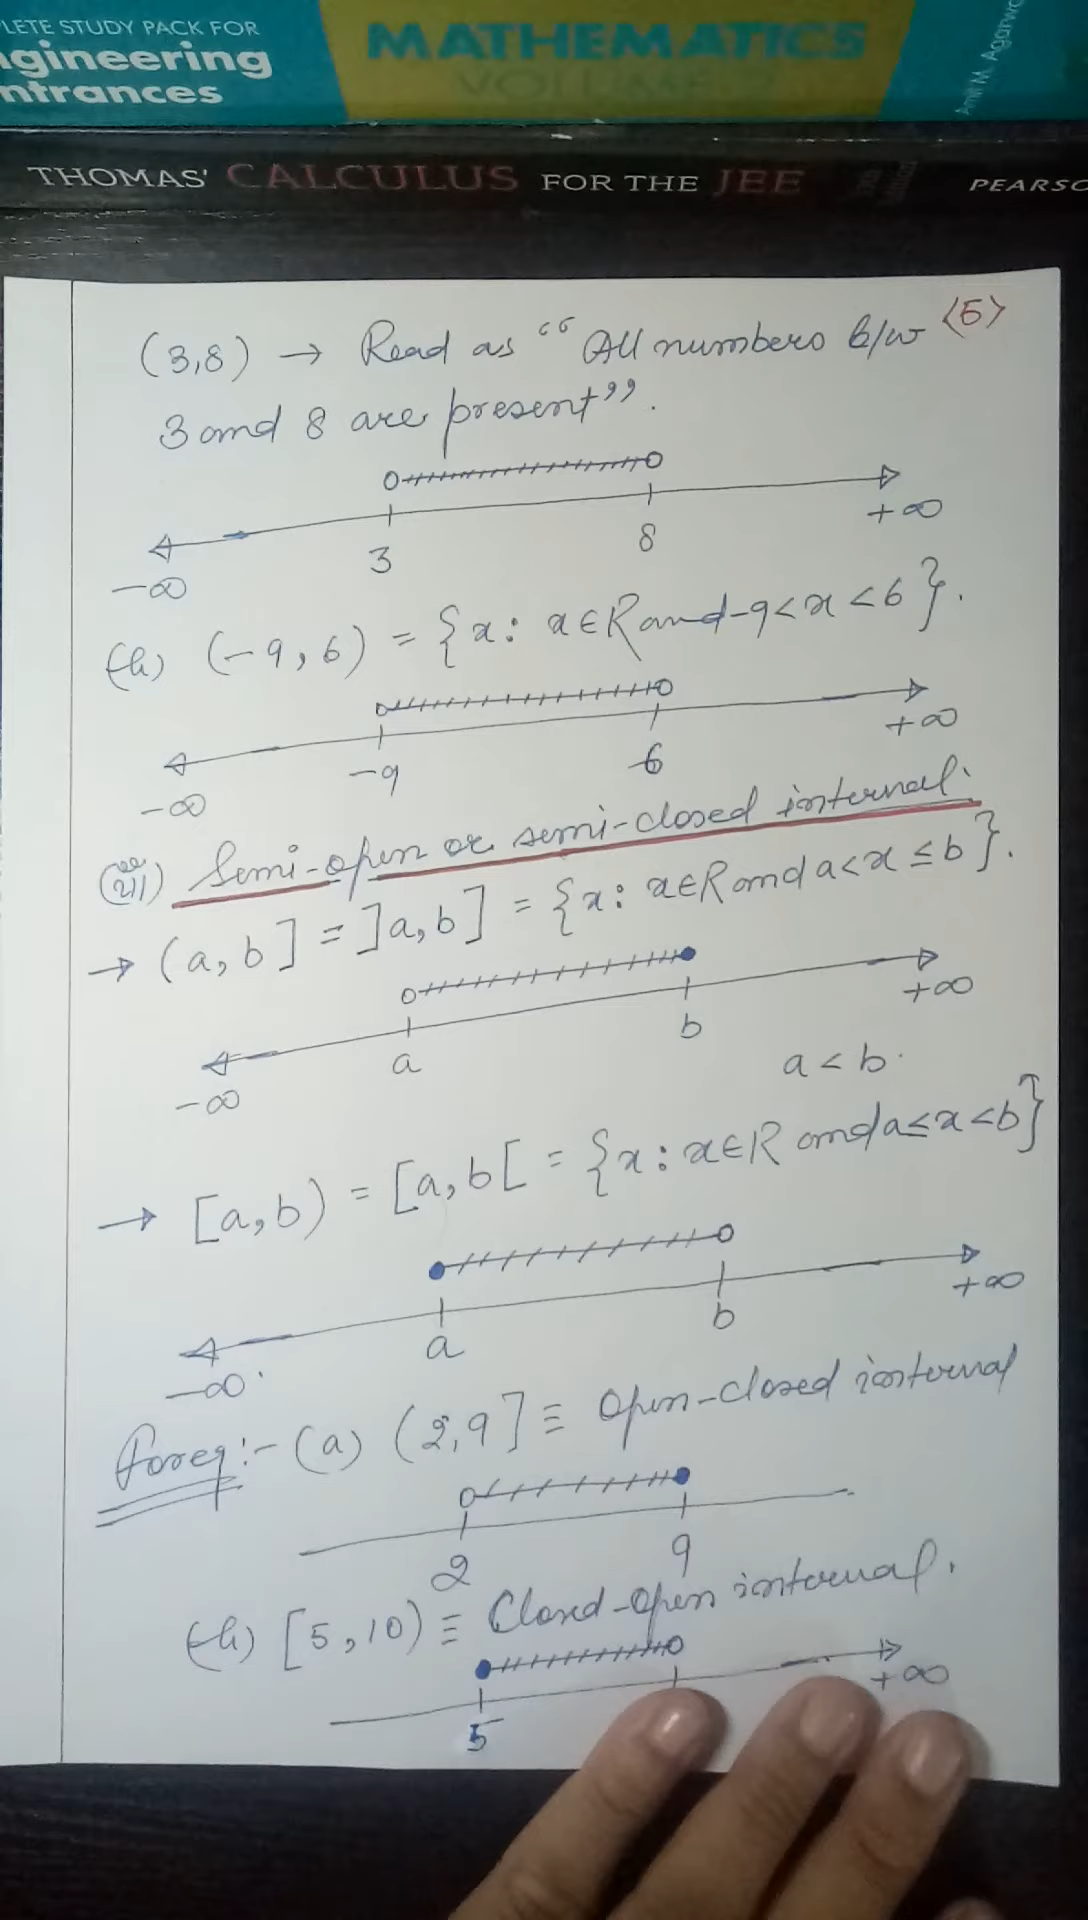 LETE STUDY PACK FOR
gineering
ntrances
MATHEMATICS
VOLUME
Amit M. Agarwa
THOMAS' CALCULUS FOR THE JEE
PEARSO
<5>
(3,8) → Read as “All numbers b/w
3 and 8 are present”.
3 8
-∞ +∞
(b) (-9, 6) = {x: x∈R and -9<x<6}.
-9 6
-∞ +∞
(iii) Semi-open or semi-closed interval:
→ (a, b] = ]a, b] = {x: x∈R and a<x≤b}.
a b
-∞ +∞
a < b.
→ [a, b) = [a, b[ = {x: x∈R and a≤x<b}
a b
-∞ +∞
For eg:- (a) (2, 9] ≡ Open-closed interval
2 9
(b) [5, 10) ≡ Closed-Open interval.
5 +∞